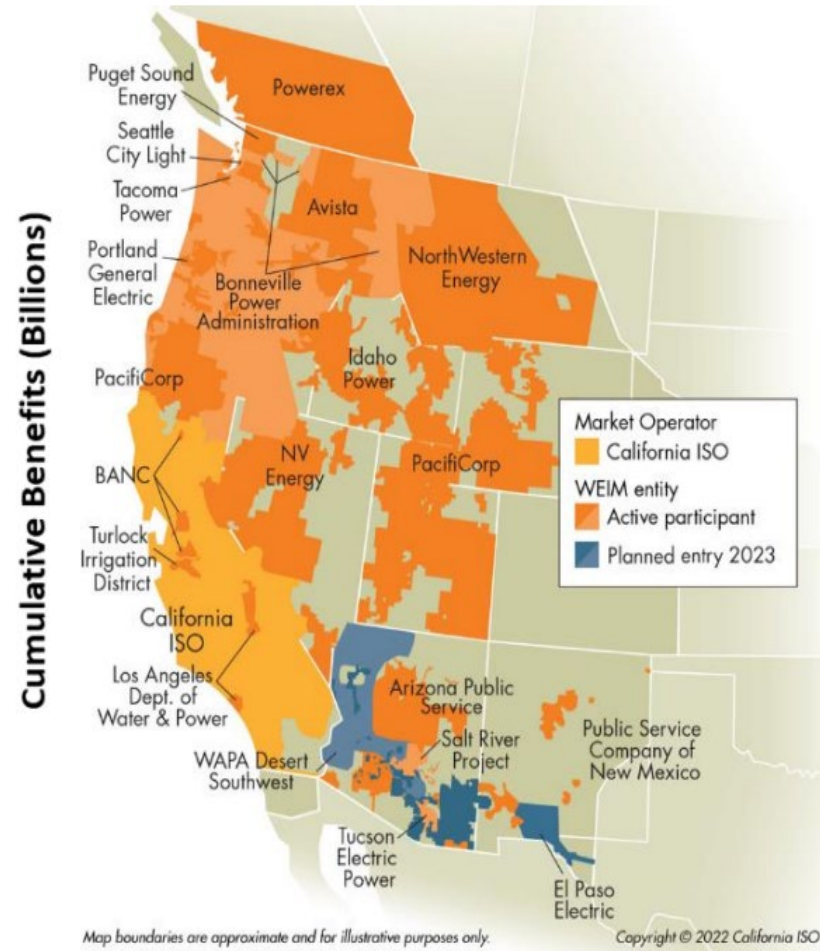 Cumulative Benefits (Billions)
Powerex
Puget Sound
Energy
Seattle
City Light
Tacoma
Power
Avista
Portland
General
Electric
NorthWestern
Energy
Bonneville
Power
Administration
Idaho
Power
PacifiCorp
Market Operator
California ISO
WEIM entity
Active participant
Planned entry 2023
NV
Energy
PacifiCorp
BANC
Turlock
Irrigation
District
California
ISO
Los Angeles
Dept. of
Water & Power
Arizona Public
Service
Salt River
Project
Public Service
Company of
New Mexico
WAPA Desert
Southwest
Tucson
Electric
Power
El Paso
Electric
Map boundaries are approximate and for illustrative purposes only.
Copyright © 2022 California ISO